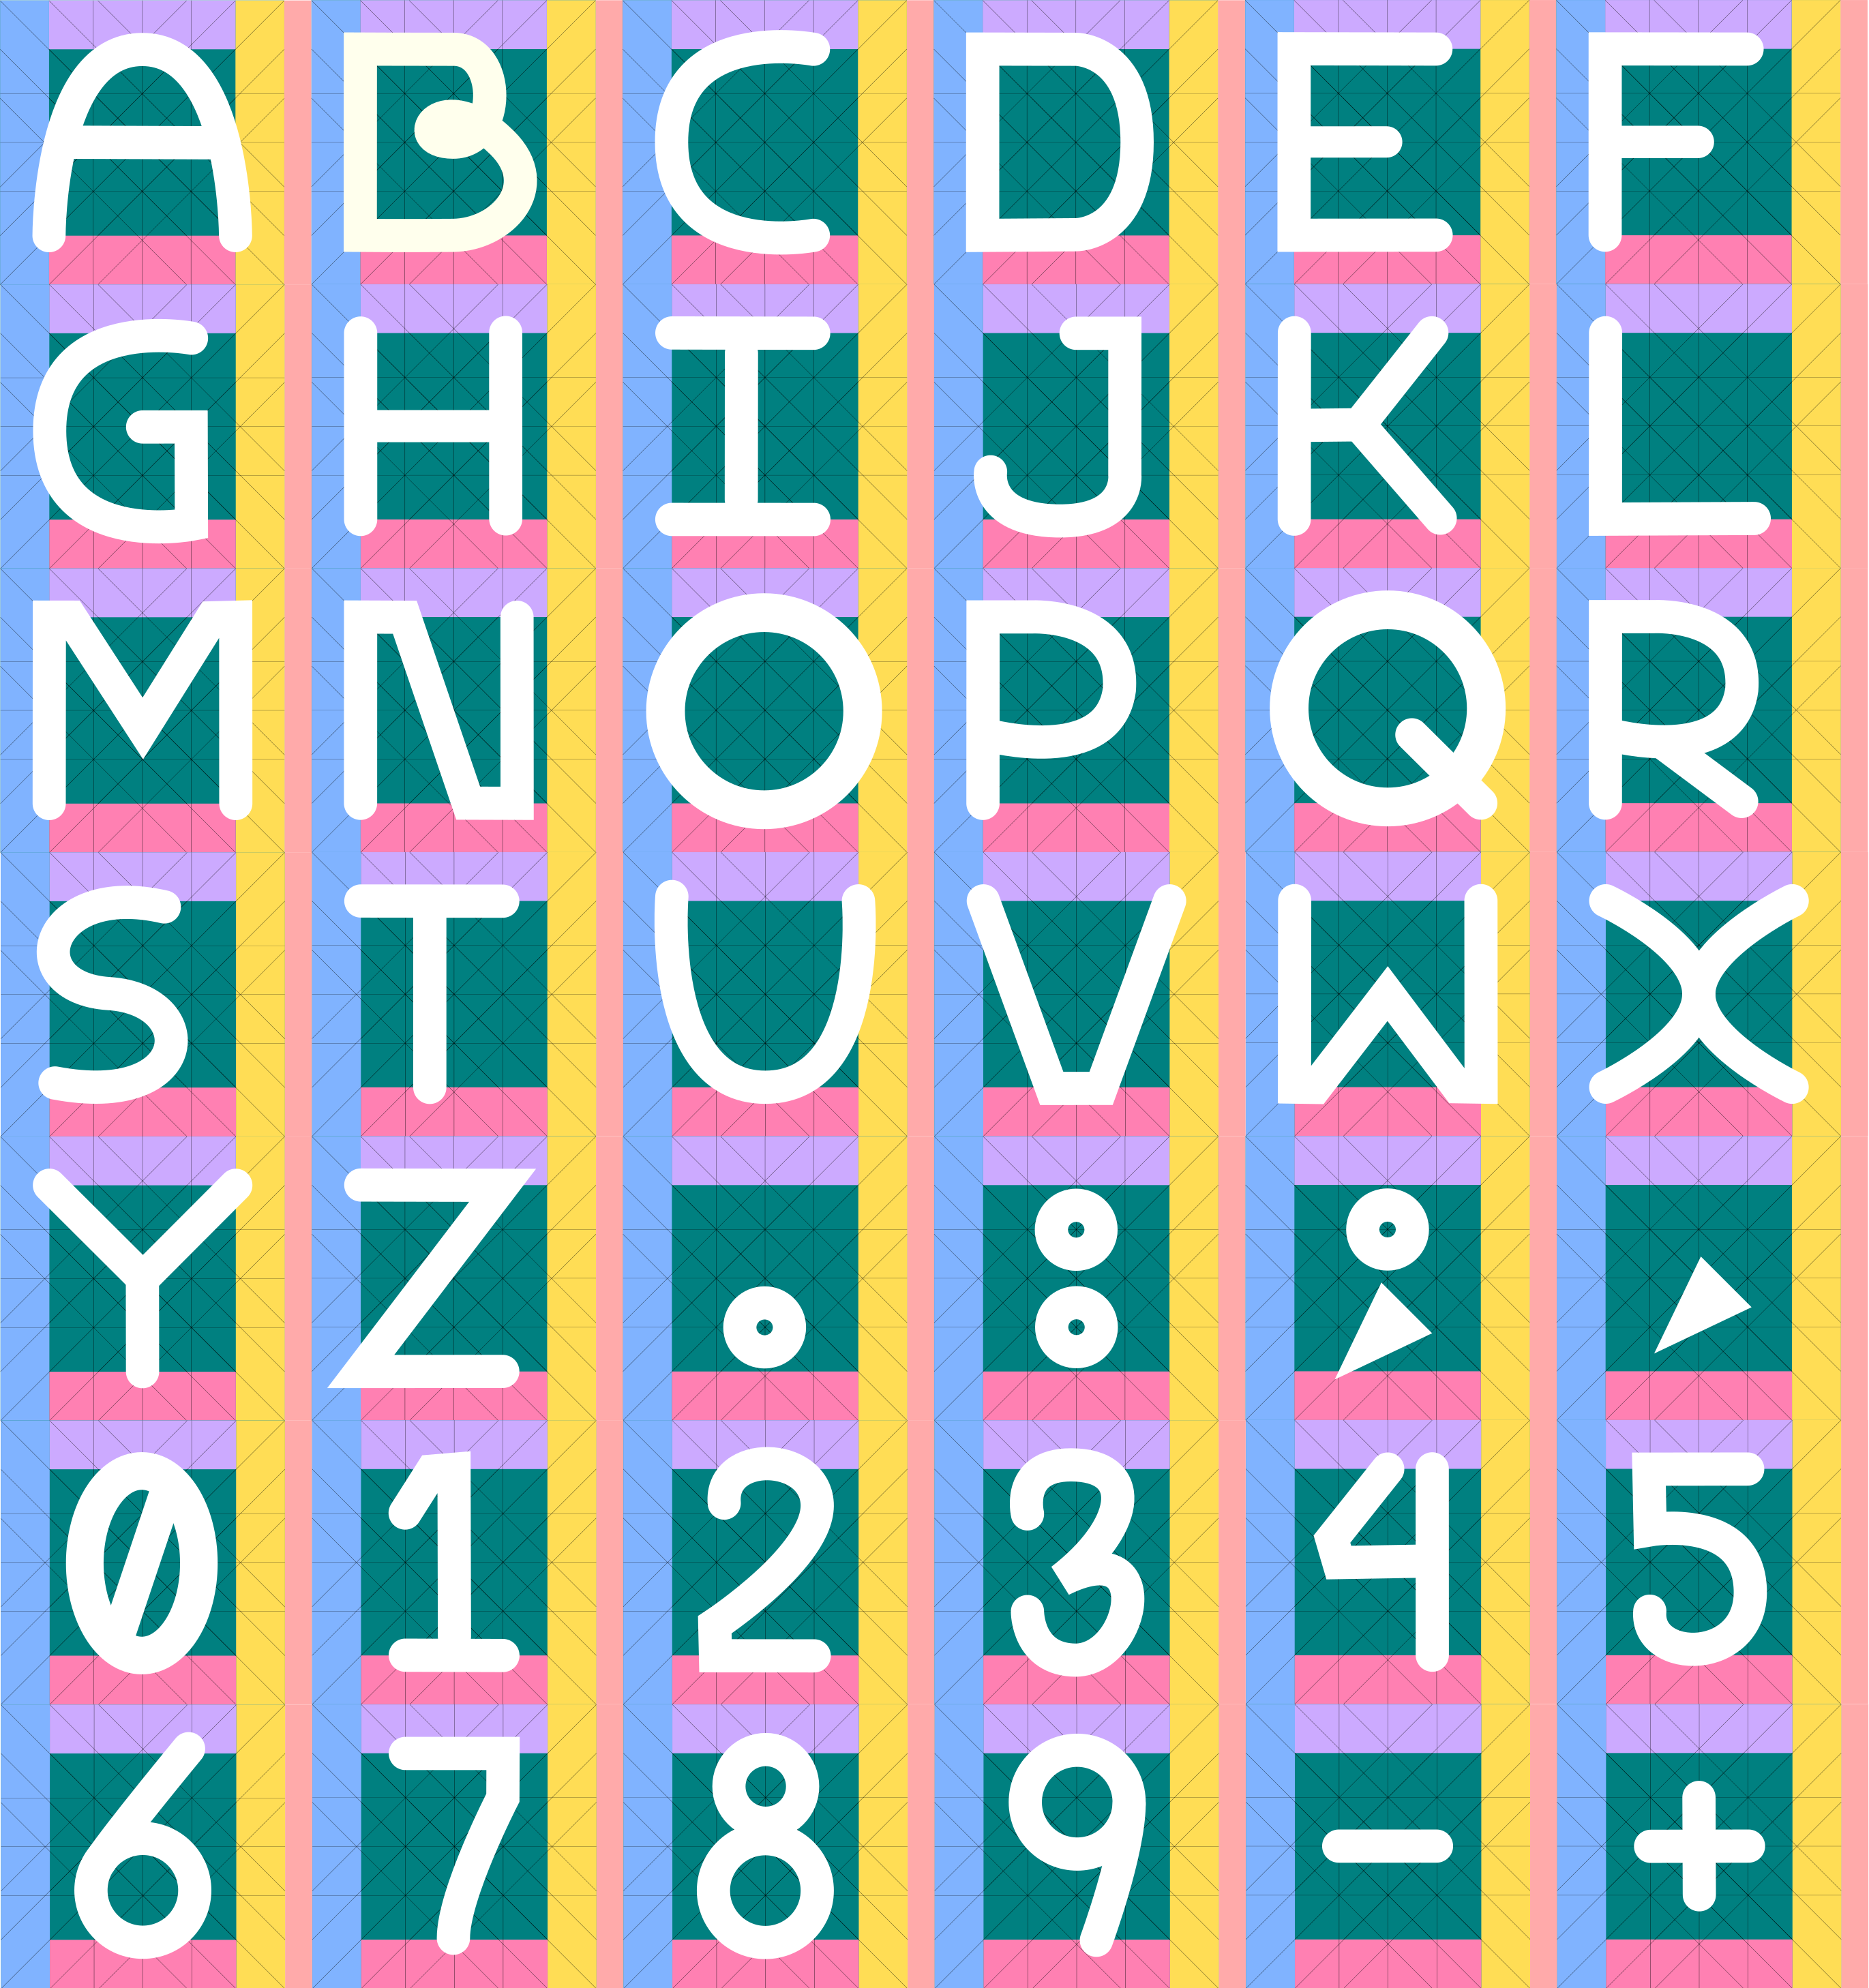 A B C D E F
G H I J K L
M N O P Q R
S T U V W X
Y Z . : ; ,
0 1 2 3 4 5
6 7 8 9 - +